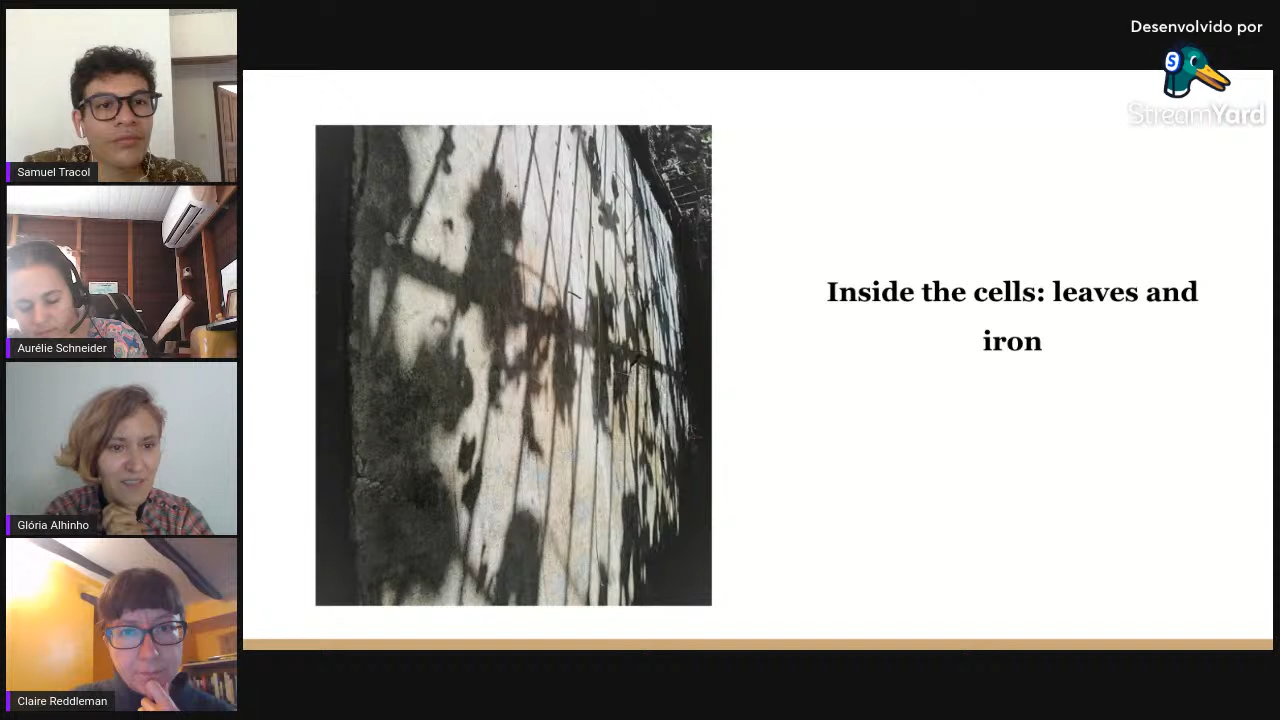 Desenvolvido por
StreamYard
Samuel Tracol
Aurélie Schneider
Glória Alhinho
Claire Reddleman
Inside the cells: leaves and
iron